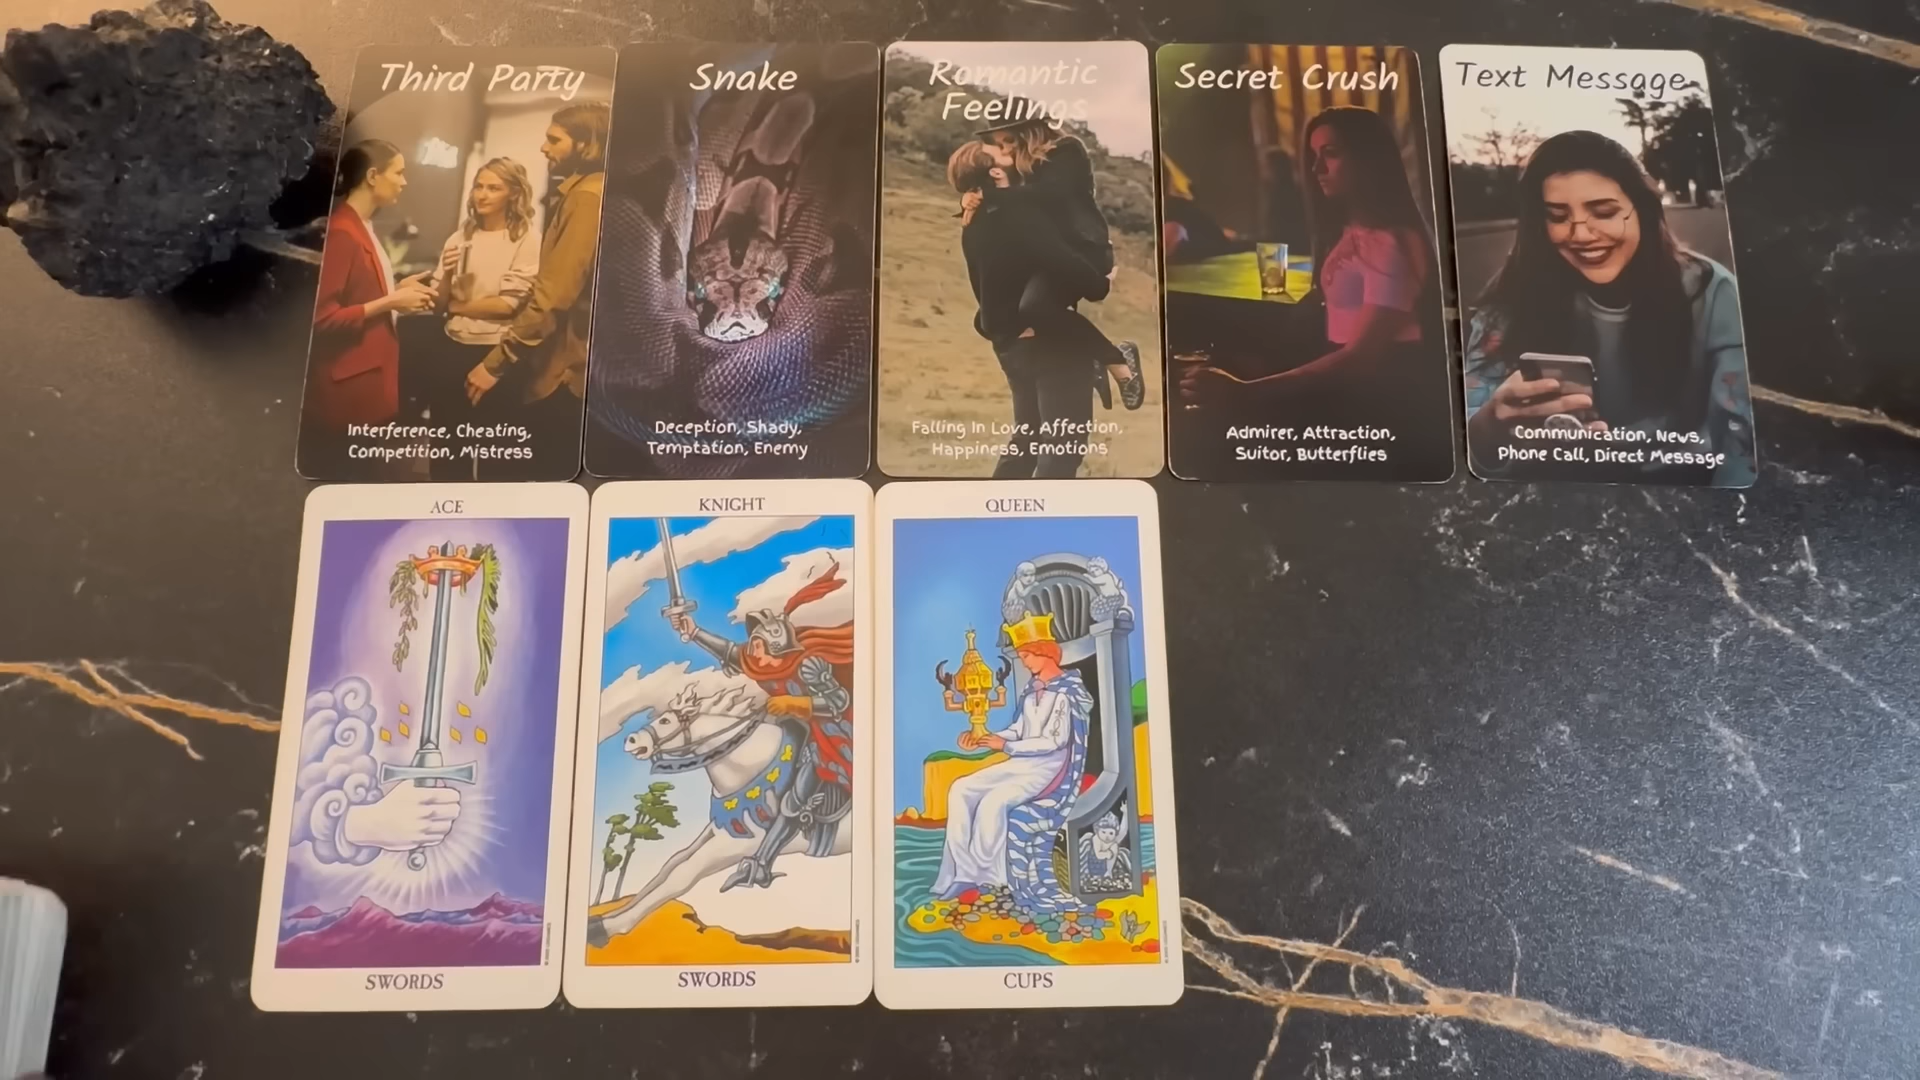 Third Party
Interference, Cheating,
Competition, Mistress
Snake
Deception, Shady,
Temptation, Enemy
Romantic
Feelings
Falling In Love, Affection,
Happiness, Emotions
Secret Crush
Admirer, Attraction,
Suitor, Butterflies
Text Message
Communication, News,
Phone Call, Direct Message
ACE
SWORDS
KNIGHT
SWORDS
QUEEN
CUPS